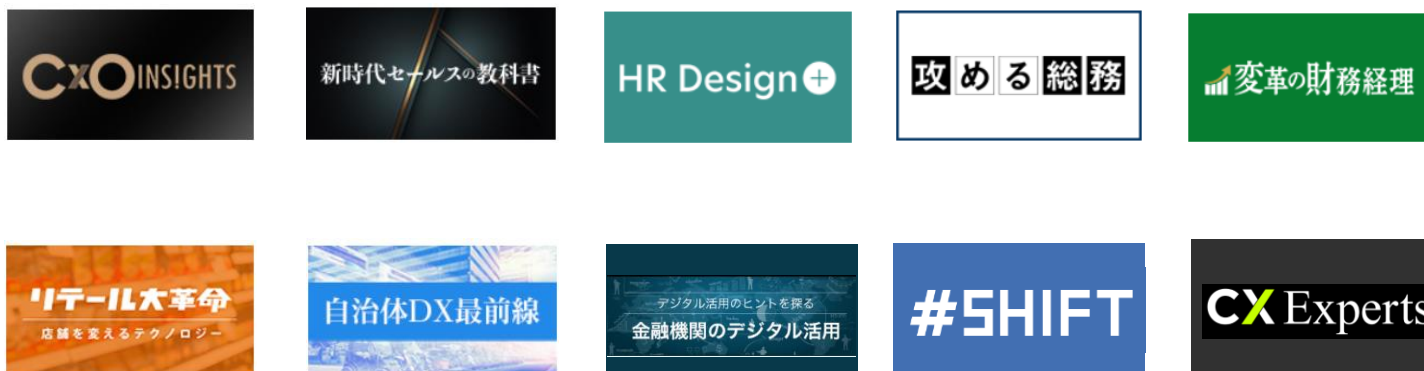 CXO INS!GHTS
新時代セールスの教科書
HR Design+
攻める総務
変革の財務経理
リテール大革命
店舗を変えるテクノロジー
自治体DX最前線
デジタル活用のヒントを探る
金融機関のデジタル活用
#SHIFT
CX Experts